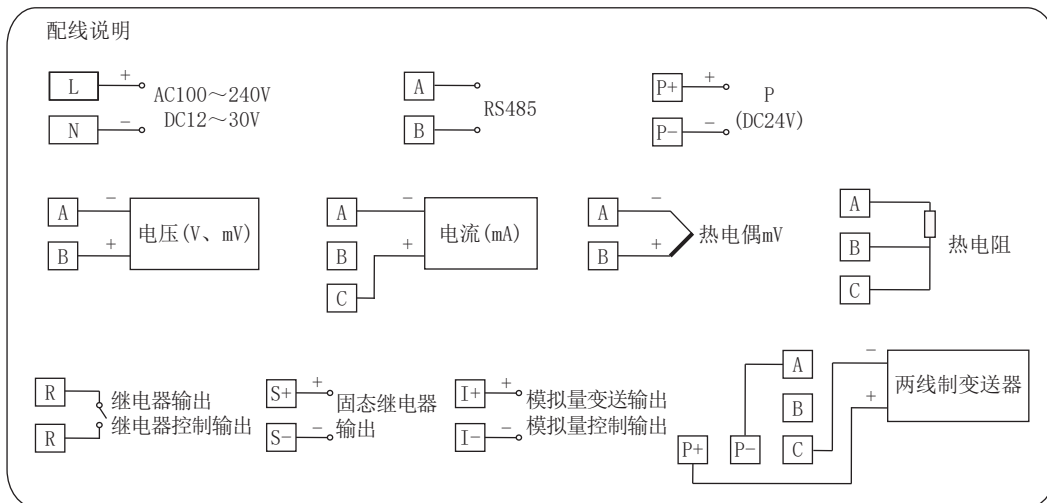 配线说明
L + AC100～240V
N − DC12～30V
A
B
RS485
P+ + P
P- − (DC24V)
A −
B +
电压(V、mV)
A −
B +
C
电流(mA)
A −
B +
热电偶mV
A
B
C
热电阻
R
R
继电器输出
继电器控制输出
S+ +
S- −
固态继电器
输出
I+ + 模拟量变送输出
I- − 模拟量控制输出
A −
B +
C
P+ P-
两线制变送器